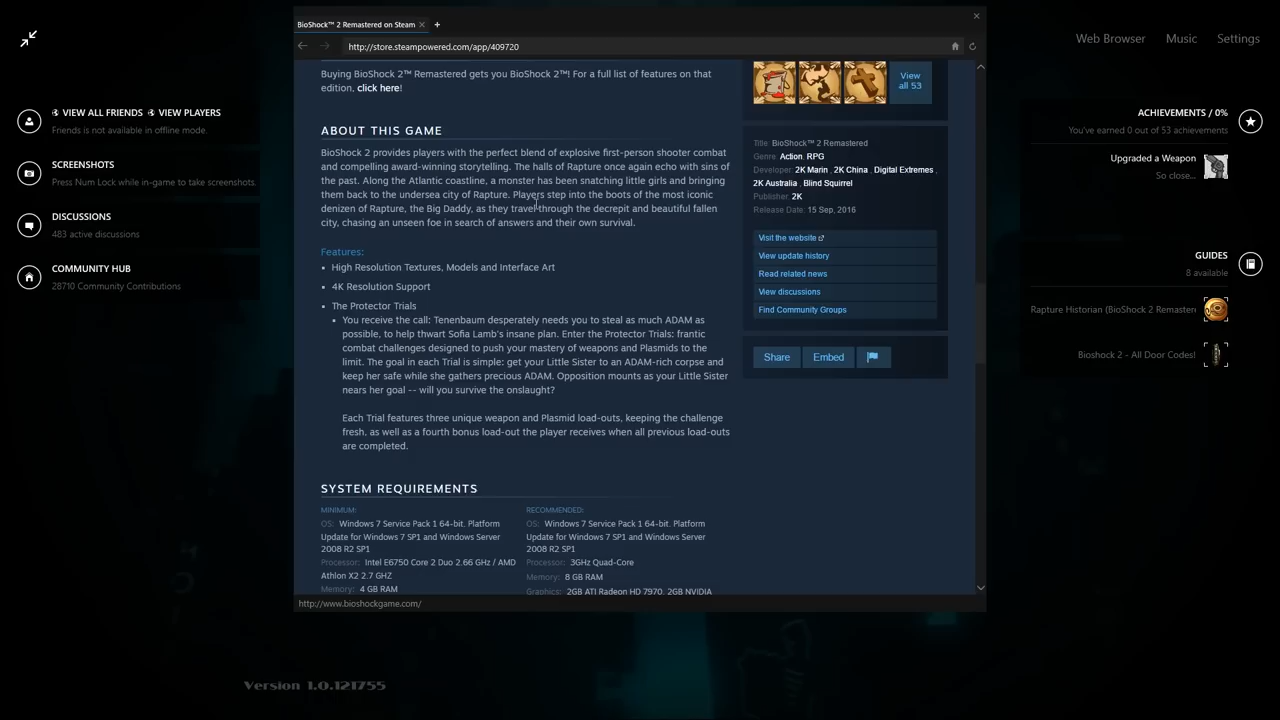 BioShock™ 2 Remastered on Steam
http://store.steampowered.com/app/409720
Web Browser
Music
Settings
VIEW ALL FRIENDS VIEW PLAYERS
Friends is not available in offline mode.
SCREENSHOTS
Press Num Lock while in-game to take screenshots.
DISCUSSIONS
483 active discussions
COMMUNITY HUB
28710 Community Contributions
Buying BioShock 2™ Remastered gets you BioShock 2™! For a full list of features on that
edition, click here!
ABOUT THIS GAME
BioShock 2 provides players with the perfect blend of explosive first-person shooter combat
and compelling award-winning storytelling. The halls of Rapture once again echo with sins of
the past. Along the Atlantic coastline, a monster has been snatching little girls and bringing
them back to the undersea city of Rapture. Players step into the boots of the most iconic
denizen of Rapture, the Big Daddy, as they travel through the decrepit and beautiful fallen
city, chasing an unseen foe in search of answers and their own survival.
Features:
High Resolution Textures, Models and Interface Art
4K Resolution Support
The Protector Trials
You receive the call: Tenenbaum desperately needs you to steal as much ADAM as
possible, to help thwart Sofia Lamb's insane plan. Enter the Protector Trials: frantic
combat challenges designed to push your mastery of weapons and Plasmids to the
limit. The goal in each Trial is simple: get your Little Sister to an ADAM-rich corpse and
keep her safe while she gathers precious ADAM. Opposition mounts as your Little Sister
nears her goal -- will you survive the onslaught?
Each Trial features three unique weapon and Plasmid load-outs, keeping the challenge
fresh, as well as a fourth bonus load-out the player receives when all previous load-outs
are completed.
SYSTEM REQUIREMENTS
MINIMUM:
OS: Windows 7 Service Pack 1 64-bit. Platform
Update for Windows 7 SP1 and Windows Server
2008 R2 SP1
Processor: Intel E6750 Core 2 Duo 2.66 GHz / AMD
Athlon X2 2.7 GHZ
Memory: 4 GB RAM
RECOMMENDED:
OS: Windows 7 Service Pack 1 64-bit. Platform
Update for Windows 7 SP1 and Windows Server
2008 R2 SP1
Processor: 3GHz Quad-Core
Memory: 8 GB RAM
Graphics: 2GB ATI Radeon HD 7970, 2GB NVIDIA
View
all 53
Title: BioShock™ 2 Remastered
Genre: Action, RPG
Developer: 2K Marin, 2K China, Digital Extremes,
2K Australia, Blind Squirrel
Publisher: 2K
Release Date: 15 Sep, 2016
Visit the website
View update history
Read related news
View discussions
Find Community Groups
Share
Embed
http://www.bioshockgame.com/
ACHIEVEMENTS / 0%
You've earned 0 out of 53 achievements
Upgraded a Weapon
So close...
GUIDES
8 available
Rapture Historian (BioShock 2 Remaster
Bioshock 2 - All Door Codes!
Version 1.0.121755